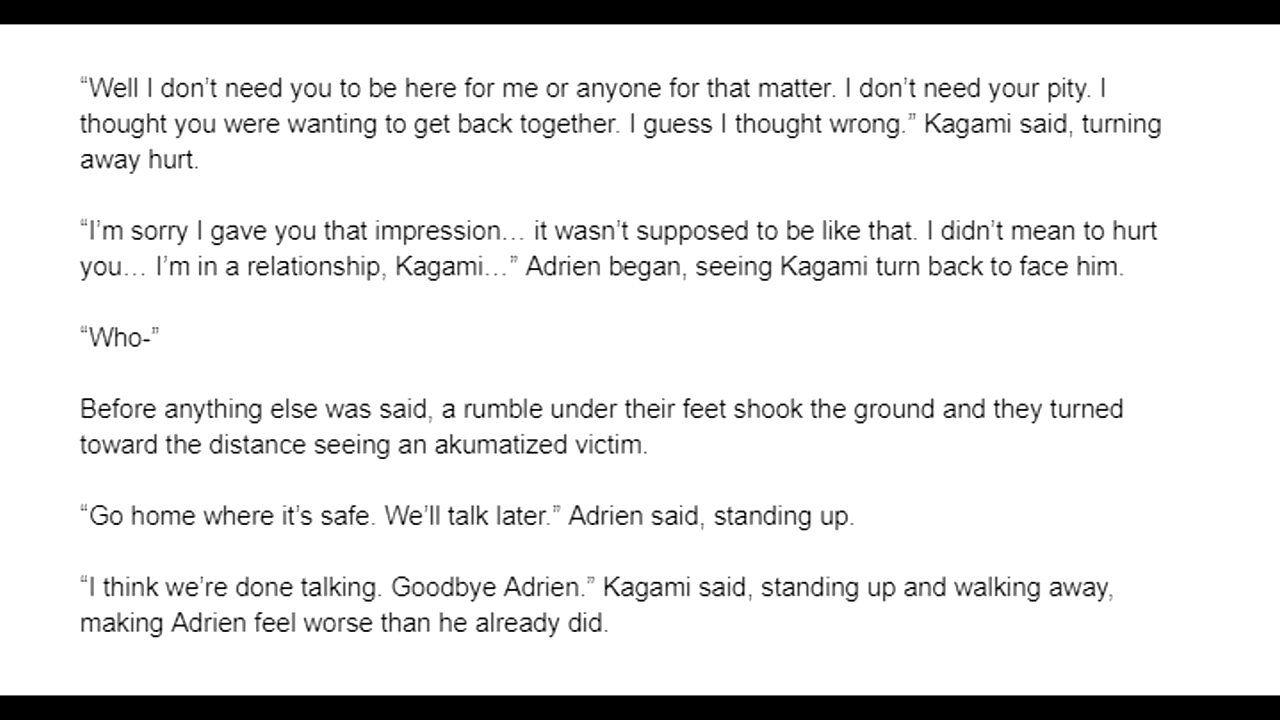 “Well I don’t need you to be here for me or anyone for that matter. I don’t need your pity. I
thought you were wanting to get back together. I guess I thought wrong.” Kagami said, turning
away hurt.
“I’m sorry I gave you that impression… it wasn’t supposed to be like that. I didn’t mean to hurt
you… I’m in a relationship, Kagami…” Adrien began, seeing Kagami turn back to face him.
“Who-”
Before anything else was said, a rumble under their feet shook the ground and they turned
toward the distance seeing an akumatized victim.
“Go home where it’s safe. We’ll talk later.” Adrien said, standing up.
“I think we’re done talking. Goodbye Adrien.” Kagami said, standing up and walking away,
making Adrien feel worse than he already did.